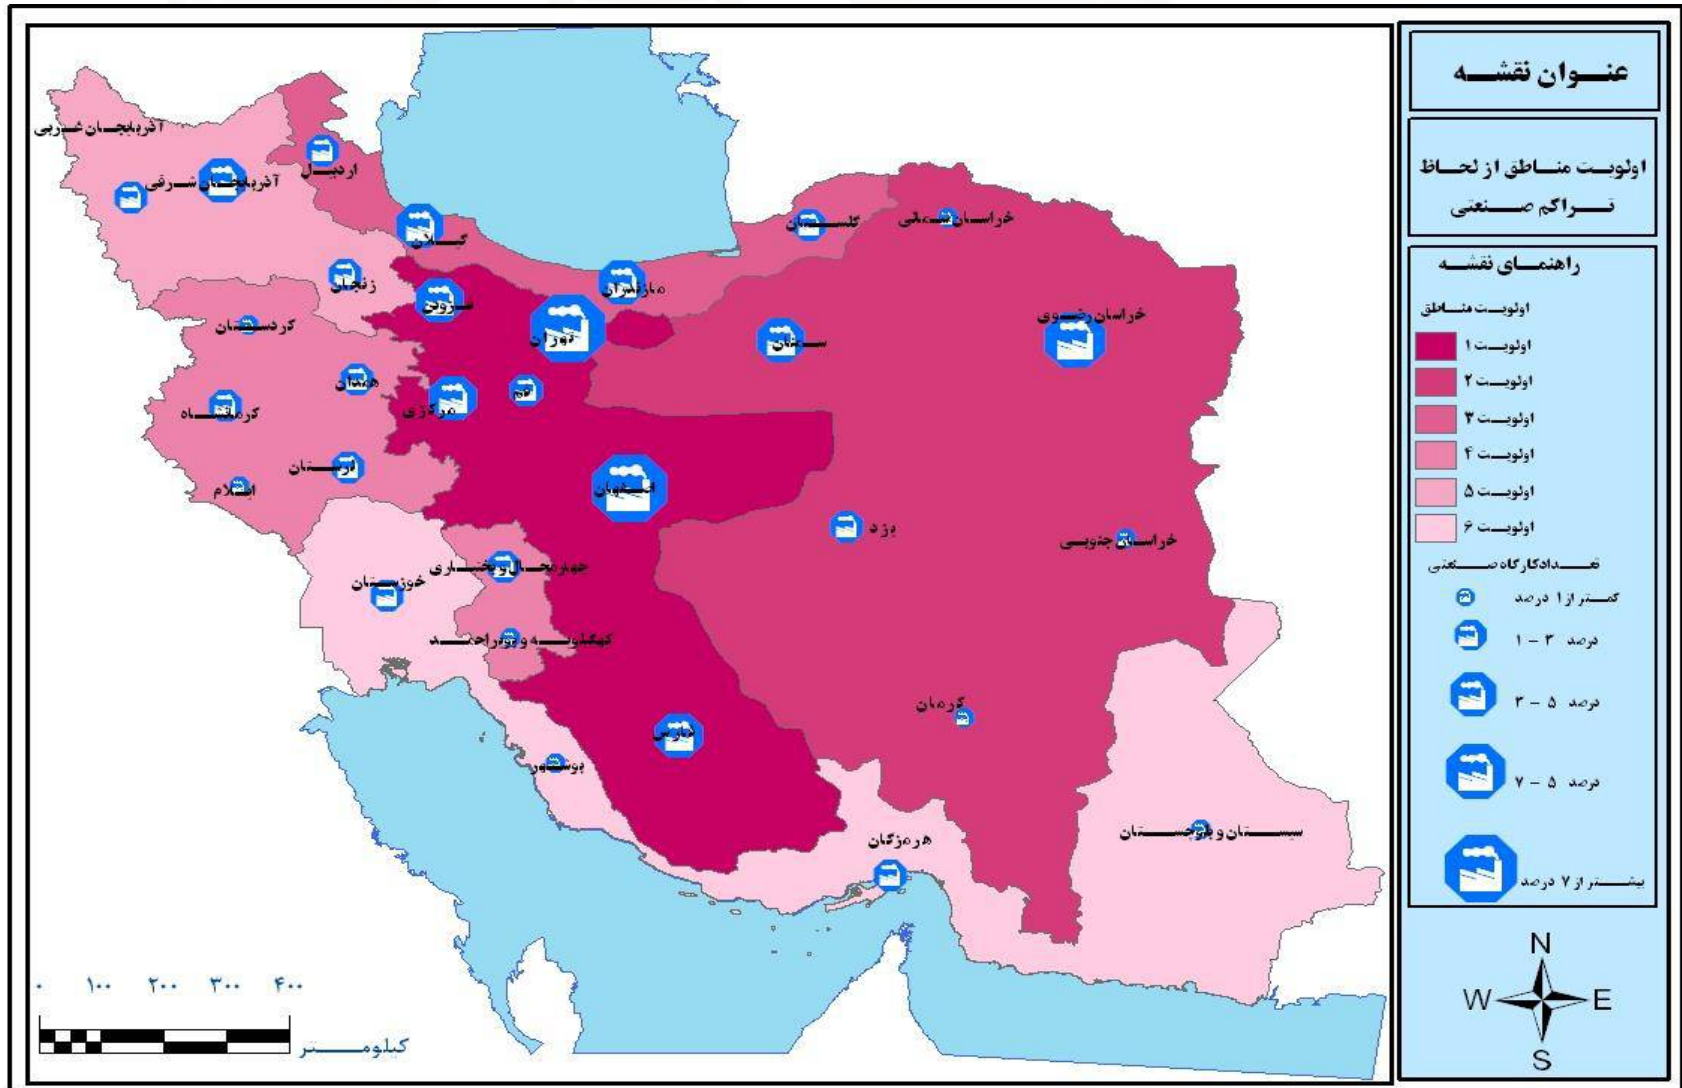 عنوان نقشه
اولویت مناطق از لحاظ
تراکم صنعتی
راهنمای نقشه
اولویت مناطق
اولویت ۱
اولویت ۲
اولویت ۳
اولویت ۴
اولویت ۵
اولویت ۶
تعدادکارگاه صنعتی
کمتر از ۱ درصد
۱ - ۳ درصد
۳ - ۵ درصد
۵ - ۷ درصد
بیشتر از ۷ درصد
N
W E
S
آذربایجان غربی
آذربایجان شرقی
اردبیل
گیلان
زنجان
قزوین
مازندران
تهران
گلستان
خراسان شمالی
خراسان رضوی
سمنان
کردستان
همدان
کرمانشاه
مرکزی
قم
لرستان
ایلام
اصفهان
یزد
خراسان جنوبی
چهارمحال و بختیاری
خوزستان
کهگیلویه و بویراحمد
کرمان
فارس
بوشهر
هرمزگان
سیستان و بلوچستان
۰ ۱۰۰ ۲۰۰ ۳۰۰ ۴۰۰
کیلومتر